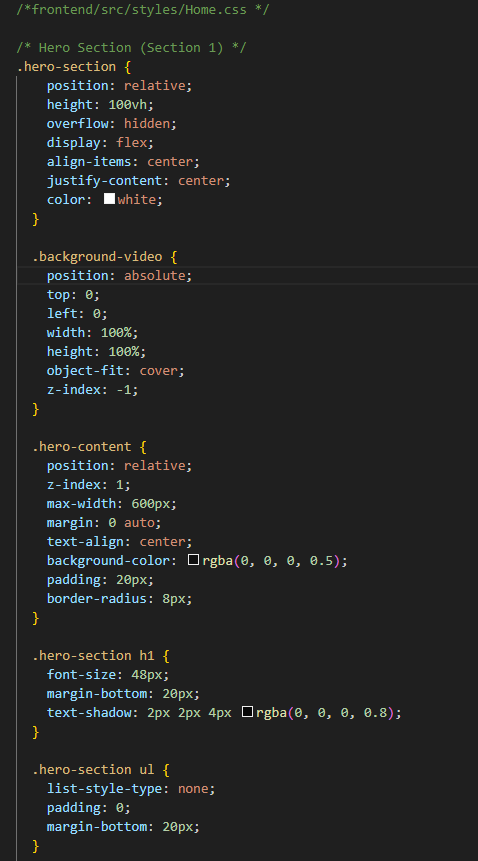 /*frontend/src/styles/Home.css */
/* Hero Section (Section 1) */
.hero-section {
position: relative;
height: 100vh;
overflow: hidden;
display: flex;
align-items: center;
justify-content: center;
color: white;
}
.background-video {
position: absolute;
top: 0;
left: 0;
width: 100%;
height: 100%;
object-fit: cover;
z-index: -1;
}
.hero-content {
position: relative;
z-index: 1;
max-width: 600px;
margin: 0 auto;
text-align: center;
background-color: rgba(0, 0, 0, 0.5);
padding: 20px;
border-radius: 8px;
}
.hero-section h1 {
font-size: 48px;
margin-bottom: 20px;
text-shadow: 2px 2px 4px rgba(0, 0, 0, 0.8);
}
.hero-section ul {
list-style-type: none;
padding: 0;
margin-bottom: 20px;
}